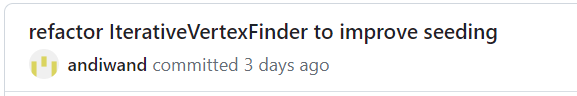 refactor IterativeVertexFinder to improve seeding
andiwand committed 3 days ago